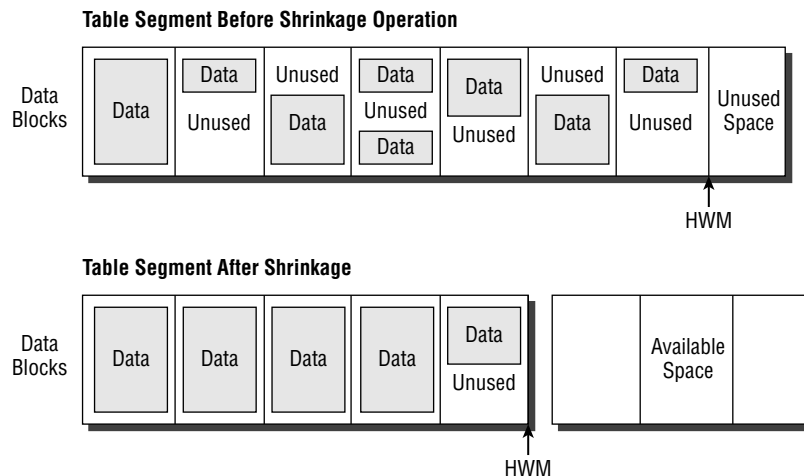 Table Segment Before Shrinkage Operation
Data
Blocks
Data
Data
Unused
Unused
Data
Data
Unused
Data
Data
Unused
Unused
Data
Data
Unused
Unused
Space
HWM
Table Segment After Shrinkage
Data
Blocks
Data
Data
Data
Data
Data
Unused
Available
Space
HWM